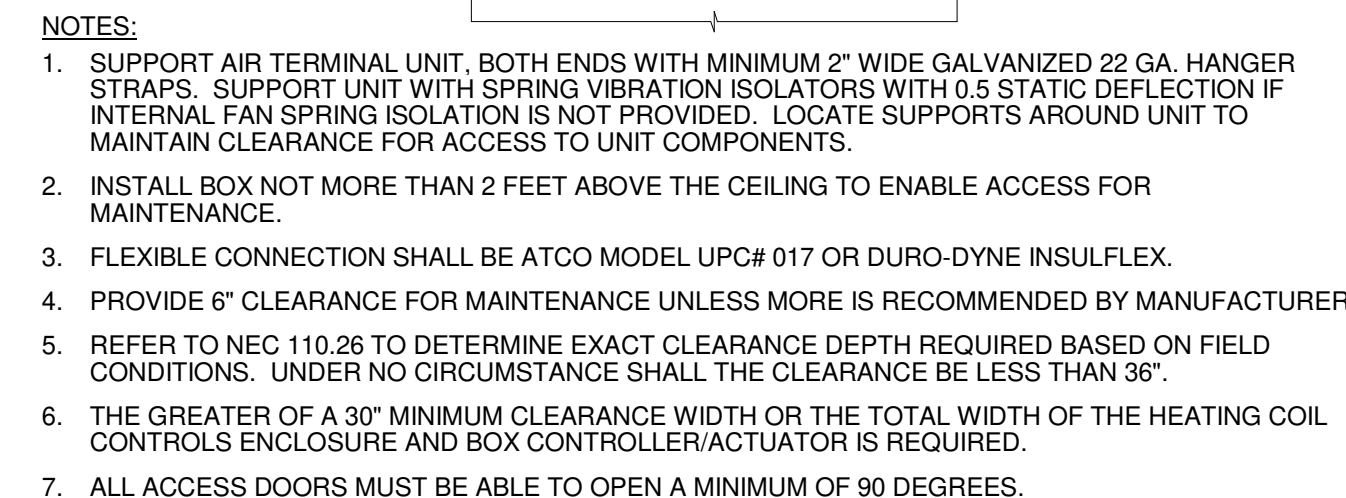 NOTES:
1. SUPPORT AIR TERMINAL UNIT, BOTH ENDS WITH MINIMUM 2" WIDE GALVANIZED 22 GA. HANGER
STRAPS. SUPPORT UNIT WITH SPRING VIBRATION ISOLATORS WITH 0.5 STATIC DEFLECTION IF
INTERNAL FAN SPRING ISOLATION IS NOT PROVIDED. LOCATE SUPPORTS AROUND UNIT TO
MAINTAIN CLEARANCE FOR ACCESS TO UNIT COMPONENTS.
2. INSTALL BOX NOT MORE THAN 2 FEET ABOVE THE CEILING TO ENABLE ACCESS FOR
MAINTENANCE.
3. FLEXIBLE CONNECTION SHALL BE ATCO MODEL UPC# 017 OR DURO-DYNE INSULFLEX.
4. PROVIDE 6" CLEARANCE FOR MAINTENANCE UNLESS MORE IS RECOMMENDED BY MANUFACTURER
5. REFER TO NEC 110.26 TO DETERMINE EXACT CLEARANCE DEPTH REQUIRED BASED ON FIELD
CONDITIONS. UNDER NO CIRCUMSTANCE SHALL THE CLEARANCE BE LESS THAN 36".
6. THE GREATER OF A 30" MINIMUM CLEARANCE WIDTH OR THE TOTAL WIDTH OF THE HEATING COIL
CONTROLS ENCLOSURE AND BOX CONTROLLER/ACTUATOR IS REQUIRED.
7. ALL ACCESS DOORS MUST BE ABLE TO OPEN A MINIMUM OF 90 DEGREES.